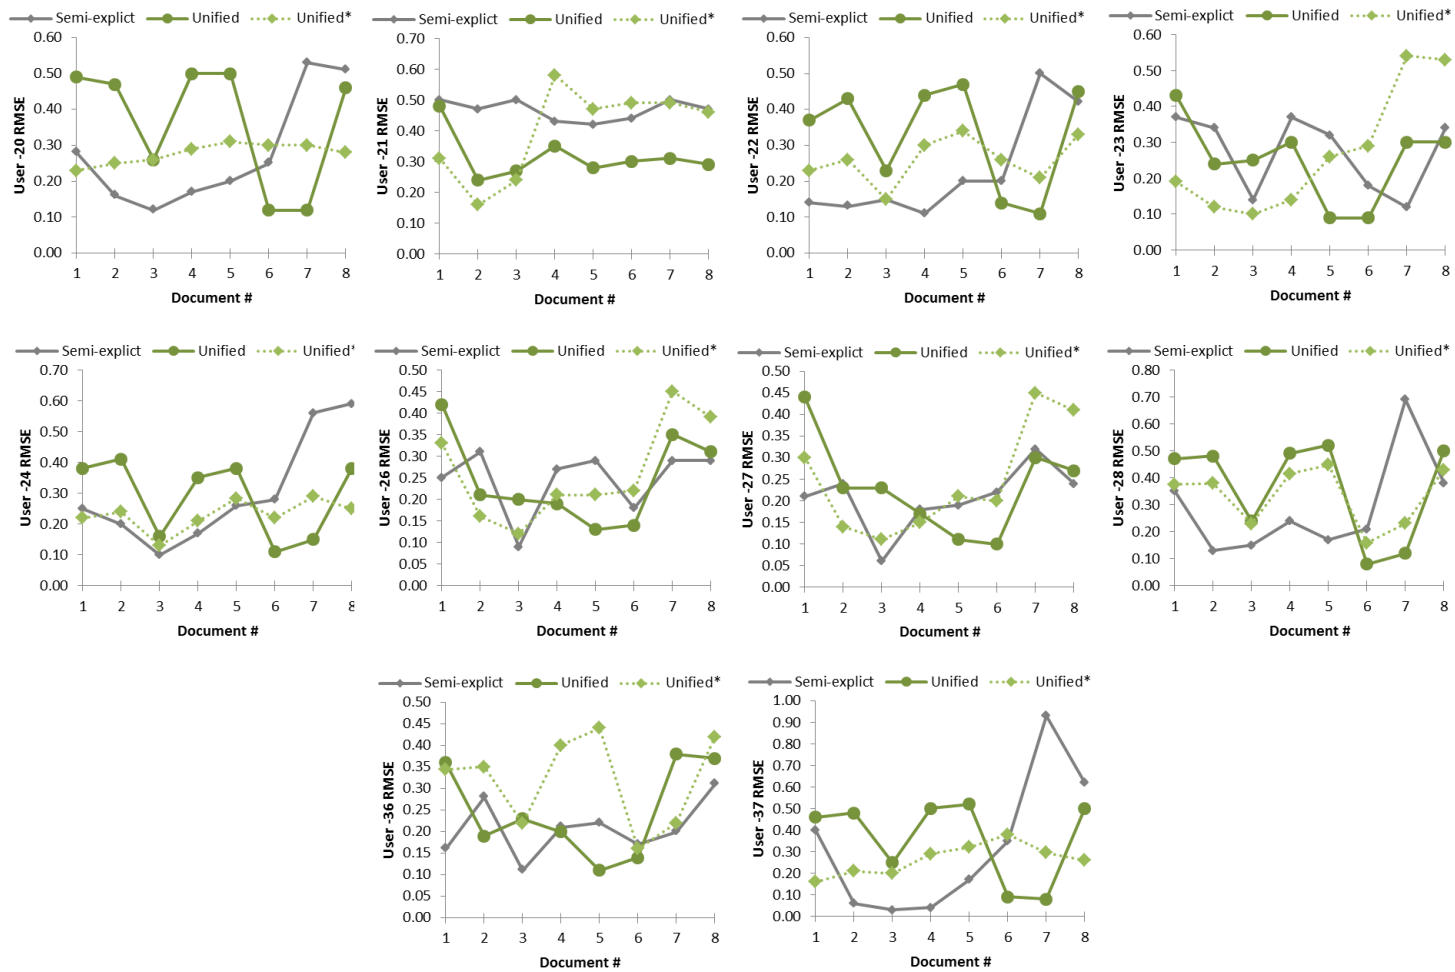 Semi-explict Unified Unified*
User -20 RMSE
0.60
0.50
0.40
0.30
0.20
0.10
0.00
1 2 3 4 5 6 7 8
Document #
Semi-explict Unified Unified*
User -21 RMSE
0.70
0.60
0.50
0.40
0.30
0.20
0.10
0.00
1 2 3 4 5 6 7 8
Document #
Semi-explict Unified Unified*
User -22 RMSE
0.60
0.50
0.40
0.30
0.20
0.10
0.00
1 2 3 4 5 6 7 8
Document #
Semi-explict Unified Unified*
User -23 RMSE
0.60
0.50
0.40
0.30
0.20
0.10
0.00
1 2 3 4 5 6 7 8
Document #
Semi-explict Unified Unified*
User -24 RMSE
0.70
0.60
0.50
0.40
0.30
0.20
0.10
0.00
1 2 3 4 5 6 7 8
Document #
Semi-explict Unified Unified*
User -26 RMSE
0.50
0.45
0.40
0.35
0.30
0.25
0.20
0.15
0.10
0.05
0.00
1 2 3 4 5 6 7 8
Document #
Semi-explict Unified Unified*
User -27 RMSE
0.50
0.45
0.40
0.35
0.30
0.25
0.20
0.15
0.10
0.05
0.00
1 2 3 4 5 6 7 8
Document #
Semi-explict Unified Unified*
User -28 RMSE
0.80
0.70
0.60
0.50
0.40
0.30
0.20
0.10
0.00
1 2 3 4 5 6 7 8
Document #
Semi-explict Unified Unified*
User -36 RMSE
0.50
0.45
0.40
0.35
0.30
0.25
0.20
0.15
0.10
0.05
0.00
1 2 3 4 5 6 7 8
Document #
Semi-explict Unified Unified*
User -37 RMSE
1.00
0.90
0.80
0.70
0.60
0.50
0.40
0.30
0.20
0.10
0.00
1 2 3 4 5 6 7 8
Document #